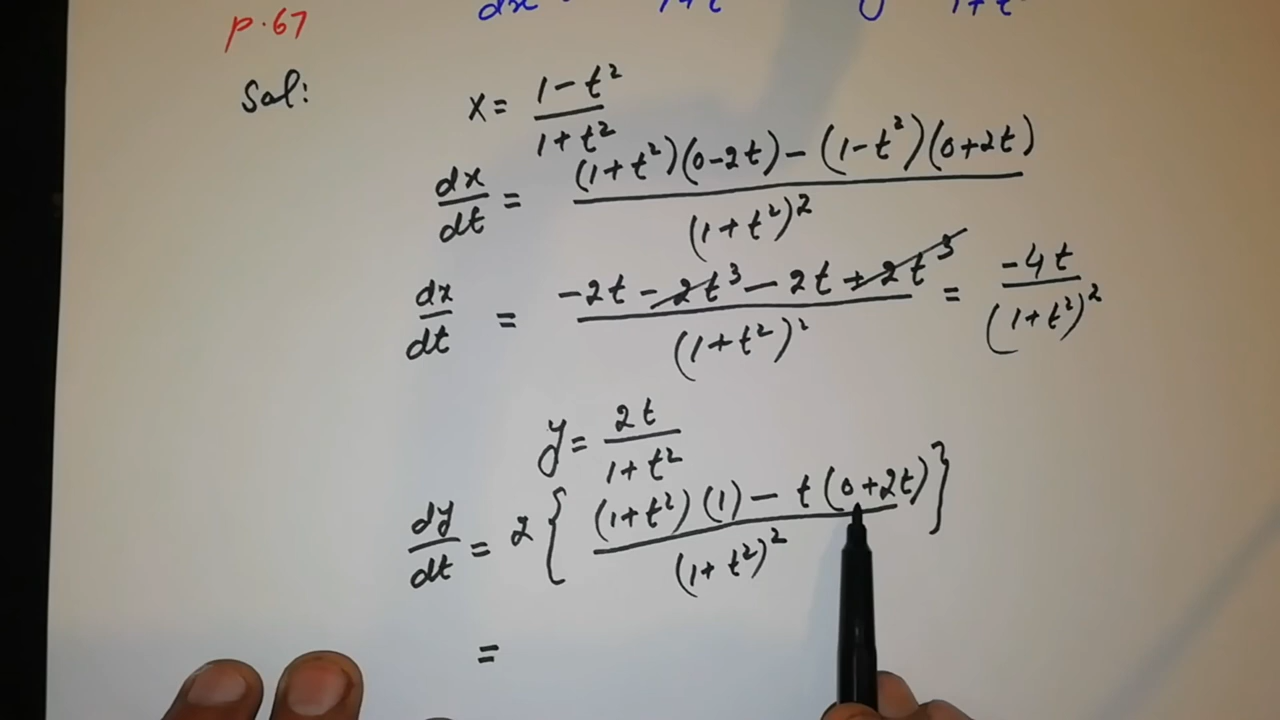 p.67
Sol:
x = (1-t²)/(1+t²)
dx/dt = ((1+t²)(0-2t) - (1-t²)(0+2t))/(1+t²)²
dx/dt = (-2t - 2t³ - 2t + 2t³)/(1+t²)² = -4t/(1+t²)²
y = 2t/(1+t²)
dy/dt = 2{((1+t²)(1) - t(0+2t))/(1+t²)²}
=